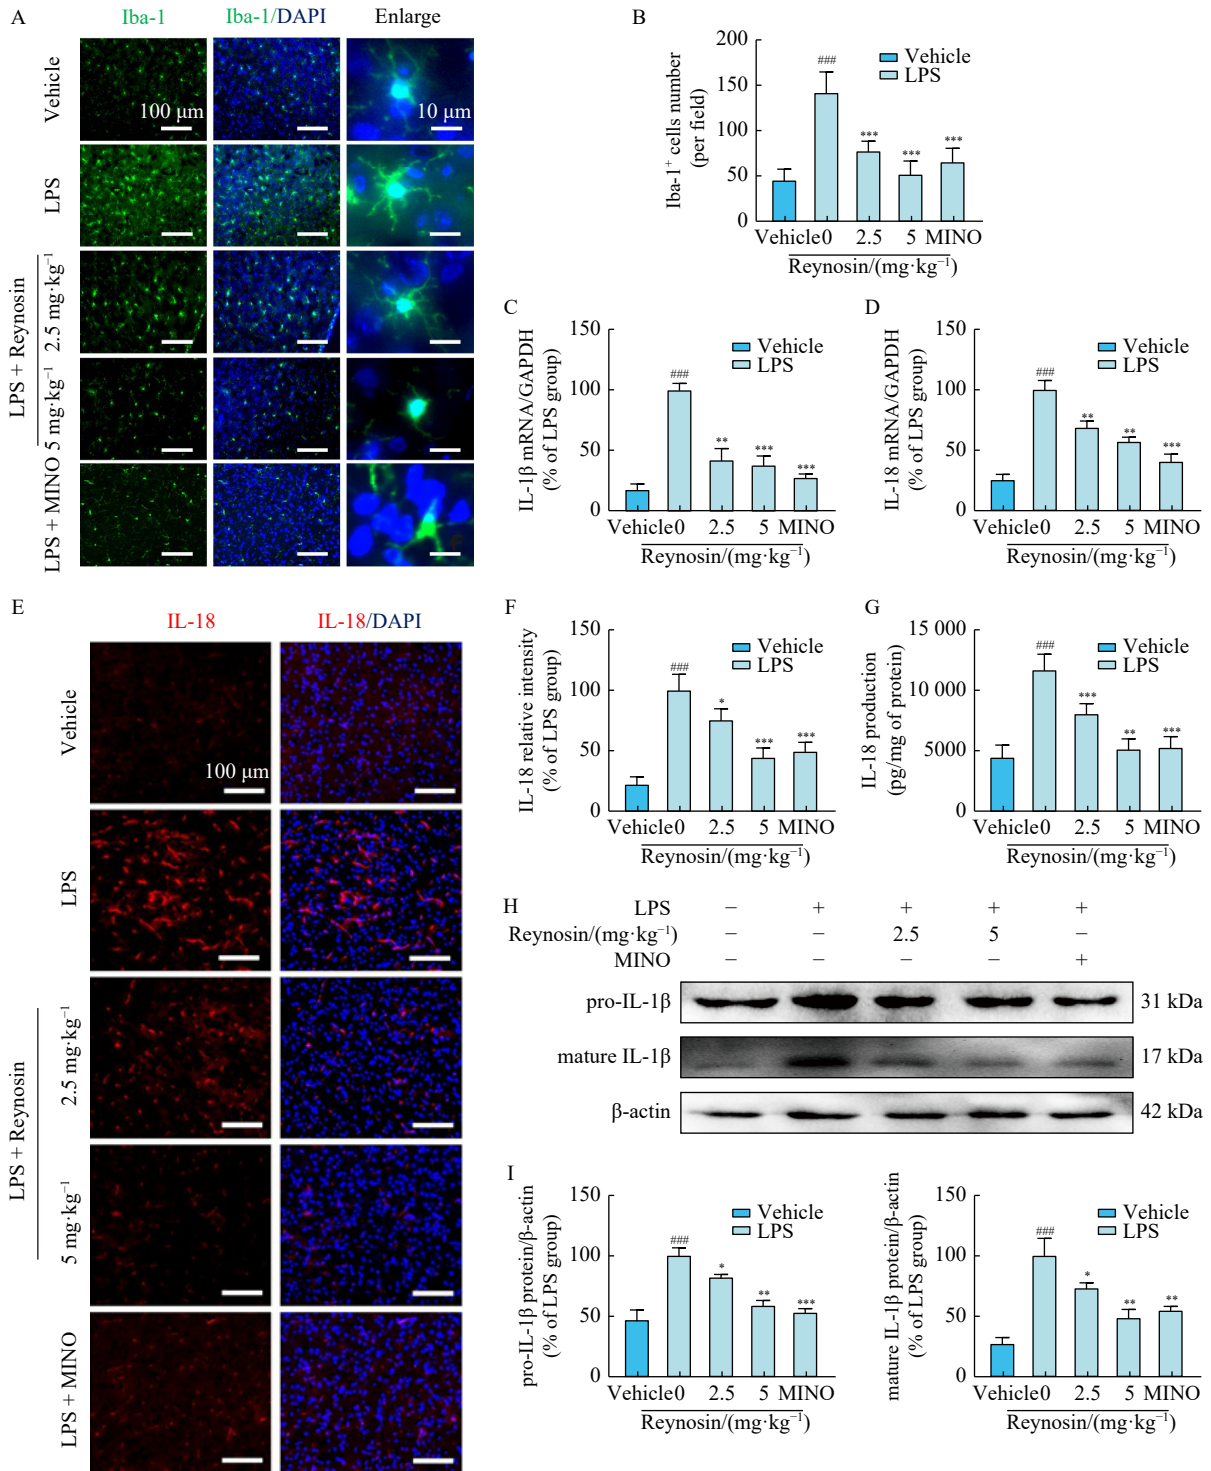 A
Iba-1
Iba-1/DAPI
Enlarge
Vehicle
100 μm
10 μm
LPS
LPS + Reynosin
2.5 mg·kg⁻¹
5 mg·kg⁻¹
LPS + MINO
B
Iba-1⁺ cells number
(per field)
200
150
100
50
0
###
***
***
***
Vehicle
LPS
Vehicle 0 2.5 5 MINO
Reynosin/(mg·kg⁻¹)
C
IL-1β mRNA/GAPDH
(% of LPS group)
150
100
50
0
###
**
***
***
Vehicle
LPS
Vehicle 0 2.5 5 MINO
Reynosin/(mg·kg⁻¹)
D
IL-18 mRNA/GAPDH
(% of LPS group)
150
100
50
0
###
**
**
***
Vehicle
LPS
Vehicle 0 2.5 5 MINO
Reynosin/(mg·kg⁻¹)
E
IL-18
IL-18/DAPI
Vehicle
100 μm
LPS
LPS + Reynosin
2.5 mg·kg⁻¹
5 mg·kg⁻¹
LPS + MINO
F
IL-18 relative intensity
(% of LPS group)
150
100
50
0
###
*
***
***
Vehicle
LPS
Vehicle 0 2.5 5 MINO
Reynosin/(mg·kg⁻¹)
G
IL-18 production
(pg/mg of protein)
15 000
10 000
5000
0
###
***
**
***
Vehicle
LPS
Vehicle 0 2.5 5 MINO
Reynosin/(mg·kg⁻¹)
H
LPS − + + + +
Reynosin/(mg·kg⁻¹) − − 2.5 5 −
MINO − − − − +
pro-IL-1β 31 kDa
mature IL-1β 17 kDa
β-actin 42 kDa
I
pro-IL-1β protein/β-actin
(% of LPS group)
150
100
50
0
###
*
**
***
Vehicle
LPS
Vehicle 0 2.5 5 MINO
Reynosin/(mg·kg⁻¹)
mature IL-1β protein/β-actin
(% of LPS group)
150
100
50
0
###
*
**
**
Vehicle
LPS
Vehicle 0 2.5 5 MINO
Reynosin/(mg·kg⁻¹)